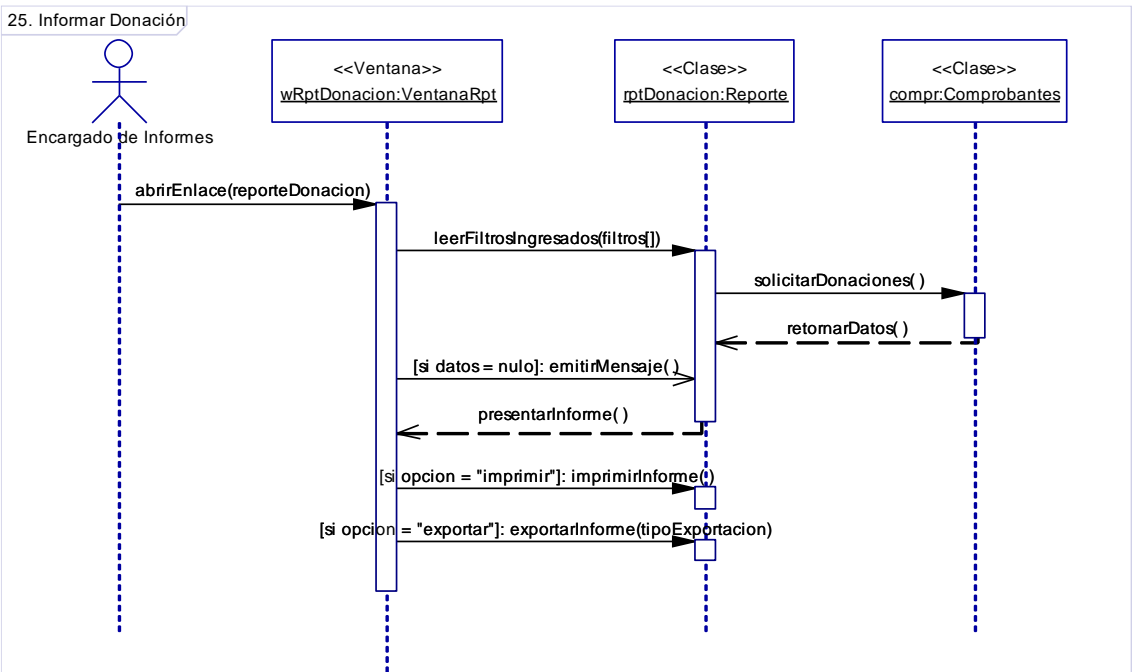 25. Informar Donación
<<Ventana>>
wRptDonacion:VentanaRpt
<<Clase>>
rptDonacion:Reporte
<<Clase>>
compr:Comprobantes
Encargado de Informes
abrirEnlace(reporteDonacion)
leerFiltrosIngresados(filtros[])
solicitarDonaciones( )
retornarDatos( )
[si datos = nulo]: emitirMensaje( )
presentarInforme( )
[si opcion = "imprimir"]: imprimirInforme( )
[si opcion = "exportar"]: exportarInforme(tipoExportacion)